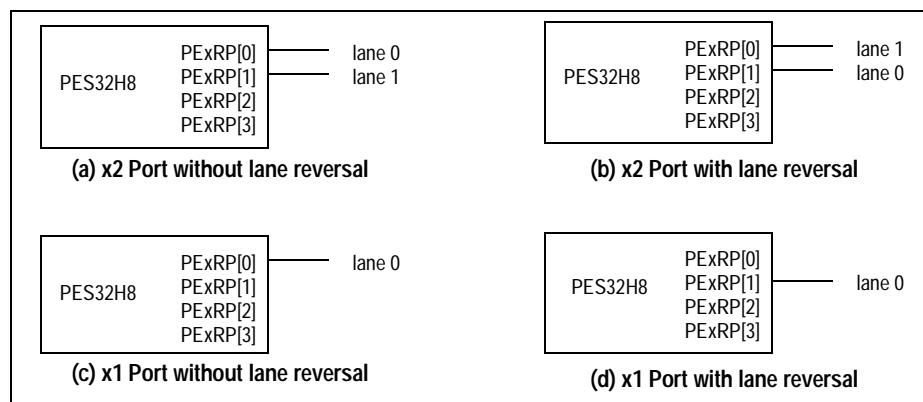 PES32H8
PExRP[0] lane 0
PExRP[1] lane 1
PExRP[2]
PExRP[3]
(a) x2 Port without lane reversal
PES32H8
PExRP[0] lane 1
PExRP[1] lane 0
PExRP[2]
PExRP[3]
(b) x2 Port with lane reversal
PES32H8
PExRP[0] lane 0
PExRP[1]
PExRP[2]
PExRP[3]
(c) x1 Port without lane reversal
PES32H8
PExRP[0]
PExRP[1] lane 0
PExRP[2]
PExRP[3]
(d) x1 Port with lane reversal